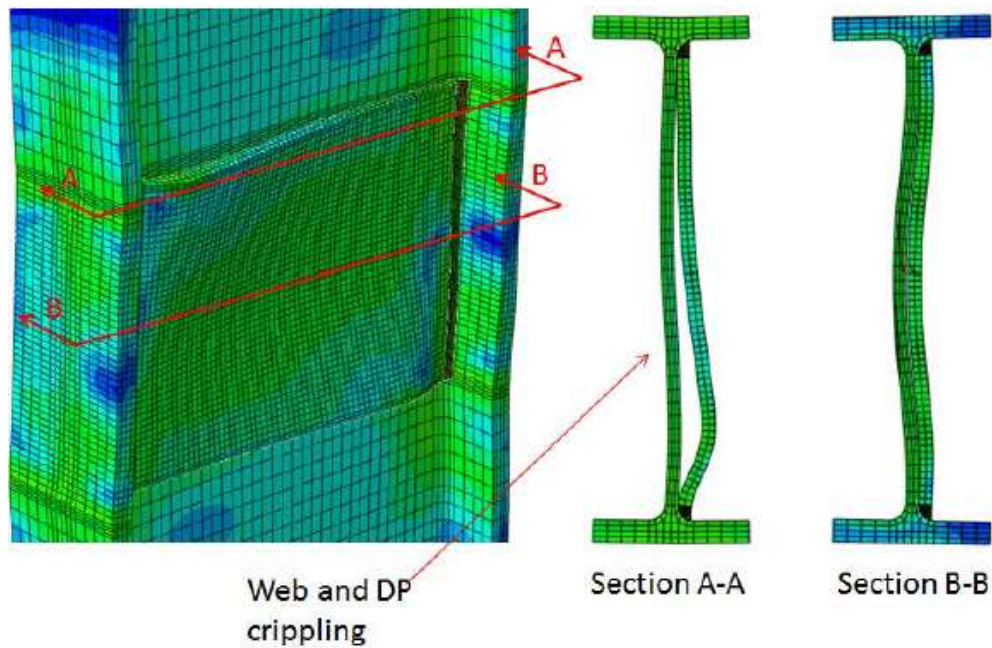 A
A
B
B
Web and DP
crippling
Section A-A
Section B-B